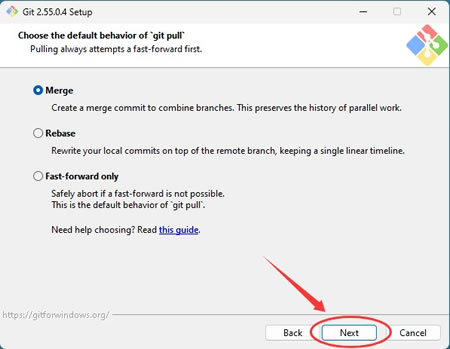 Git 2.55.0.4 Setup
Choose the default behavior of `git pull`
Pulling always attempts a fast-forward first.
Merge
Create a merge commit to combine branches. This preserves the history of parallel work.
Rebase
Rewrite your local commits on top of the remote branch, keeping a single linear timeline.
Fast-forward only
Safely abort if a fast-forward is not possible.
This is the default behavior of `git pull`.
Need help choosing? Read this guide.
https://gitforwindows.org/
Back Next Cancel